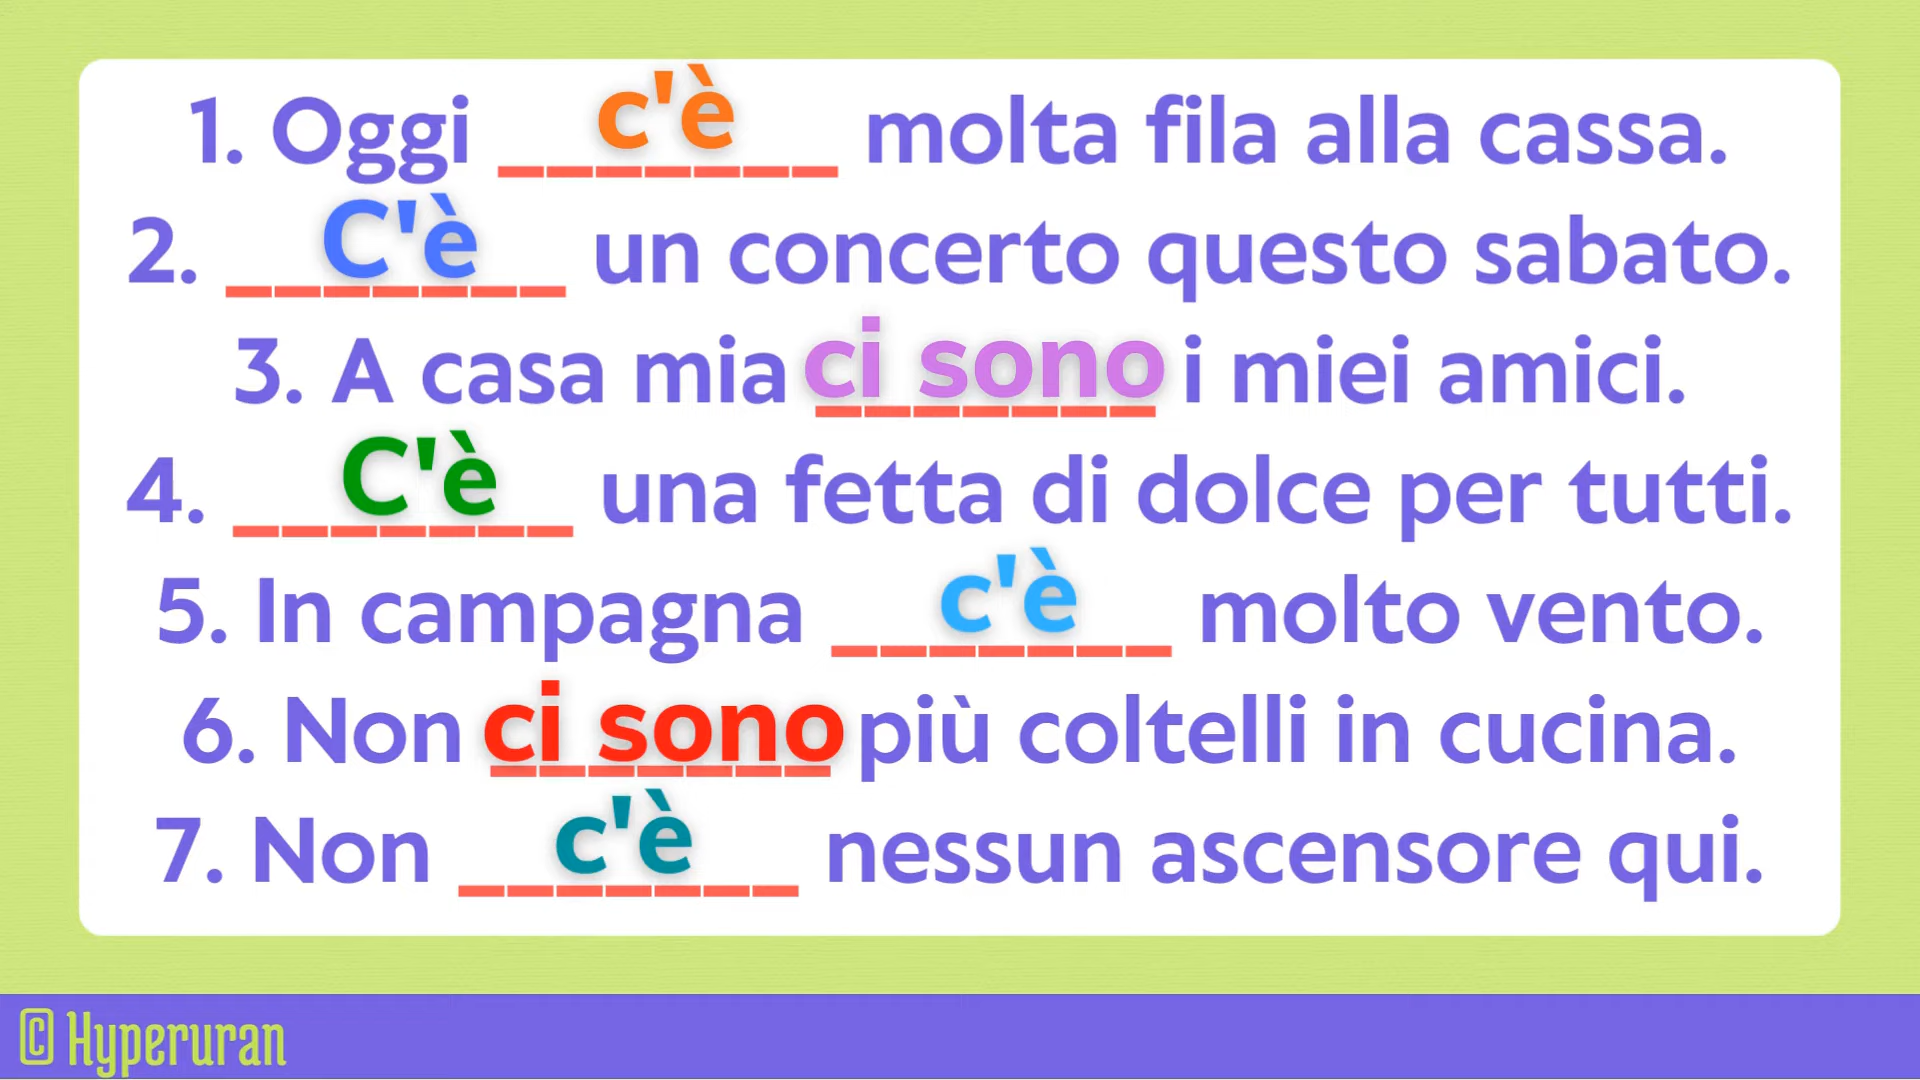 1. Oggi c'è molta fila alla cassa.
2. C'è un concerto questo sabato.
3. A casa mia ci sono i miei amici.
4. C'è una fetta di dolce per tutti.
5. In campagna c'è molto vento.
6. Non ci sono più coltelli in cucina.
7. Non c'è nessun ascensore qui.
© Hyperuran